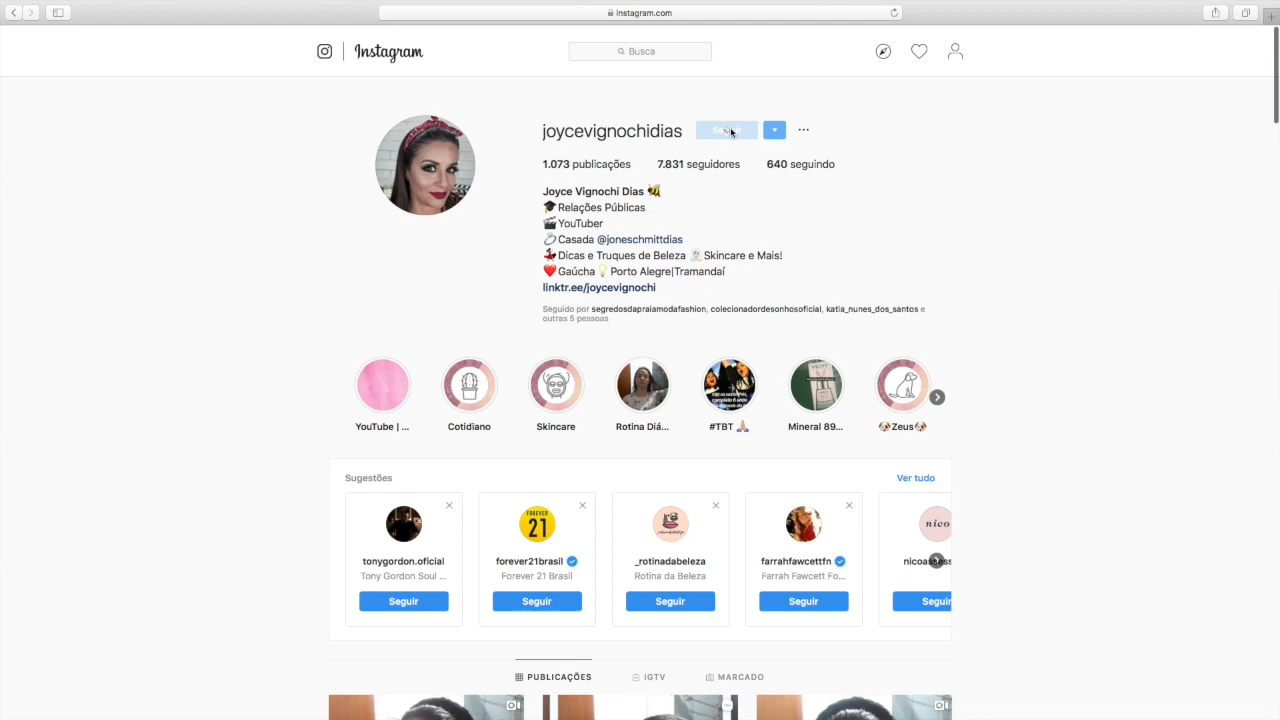 instagram.com
Instagram
Busca
joycevignochidias
1.073 publicações 7.831 seguidores 640 seguindo
Joyce Vignochi Dias 🐝
🎓Relações Públicas
🎬YouTuber
💍Casada @joneschmittdias
💃Dicas e Truques de Beleza 🧖🏻Skincare e Mais!
❤️Gaúcha💡Porto Alegre|Tramandaí
linktr.ee/joycevignochi
Seguido por segredosdapraiamodafashion, colecionadordesonhosoficial, katia_nunes_dos_santos e
outras 5 pessoas
YouTube | ... Cotidiano Skincare Rotina Diá... #TBT 🙏🏼 Mineral 89... 🐶Zeus🐶
Sugestões Ver tudo
FOREVER
21
tonygordon.oficial forever21brasil _rotinadabeleza farrahfawcettfn
Tony Gordon Soul ... Forever 21 Brasil Rotina da Beleza Farrah Fawcett Fo...
Seguir Seguir Seguir Seguir Seguir
PUBLICAÇÕES IGTV MARCADO